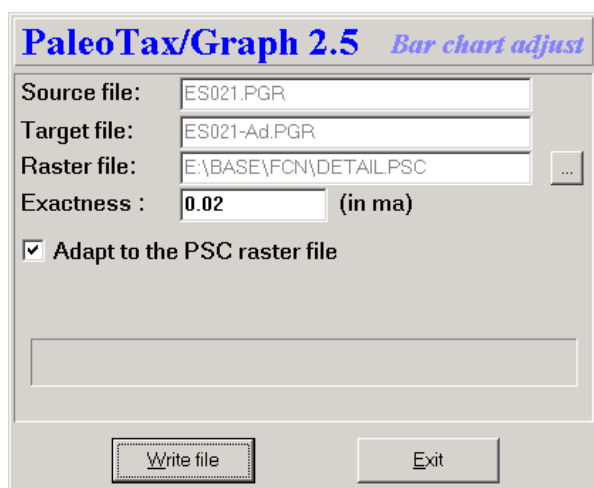 PaleoTax/Graph 2.5 Bar chart adjust
Source file: ES021.PGR
Target file: ES021-Ad.PGR
Raster file: E:\BASE\FCN\DETAIL.PSC ...
Exactness : 0.02 (in ma)
Adapt to the PSC raster file
Write file Exit